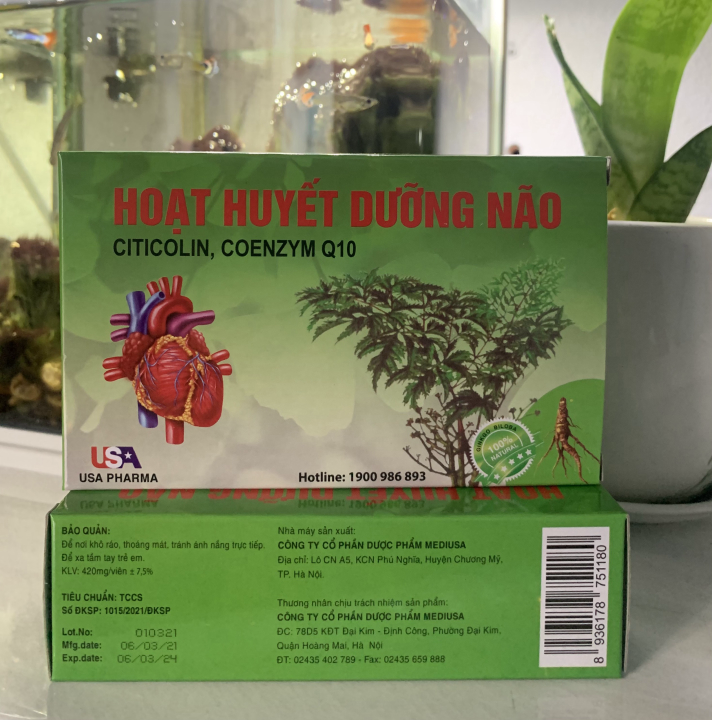 HOẠT HUYẾT DƯỠNG NÃO
CITICOLIN, COENZYM Q10
GINKGO BILOBA
100%
NATURAL
USA
USA PHARMA
Hotline: 1900 986 893
BẢO QUẢN:
Để nơi khô ráo, thoáng mát, tránh ánh nắng trực tiếp.
Để xa tầm tay trẻ em.
KLV: 420mg/viên ± 7,5%
TIÊU CHUẨN: TCCS
Số ĐKSP: 1015/2021/ĐKSP
Lot.No: 010321
Mfg.date: 06/03/21
Exp.date: 06/03/24
Nhà máy sản xuất:
CÔNG TY CỔ PHẦN DƯỢC PHẨM MEDIUSA
Địa chỉ: Lô CN A5, KCN Phú Nghĩa, Huyện Chương Mỹ,
TP. Hà Nội.
Thương nhân chịu trách nhiệm sản phẩm:
CÔNG TY CỔ PHẦN DƯỢC PHẨM MEDIUSA
ĐC: 78D5 KĐT Đại Kim - Định Công, Phường Đại Kim,
Quận Hoàng Mai, Hà Nội
ĐT: 02435 402 789 - Fax: 02435 659 888
8 936178 751180